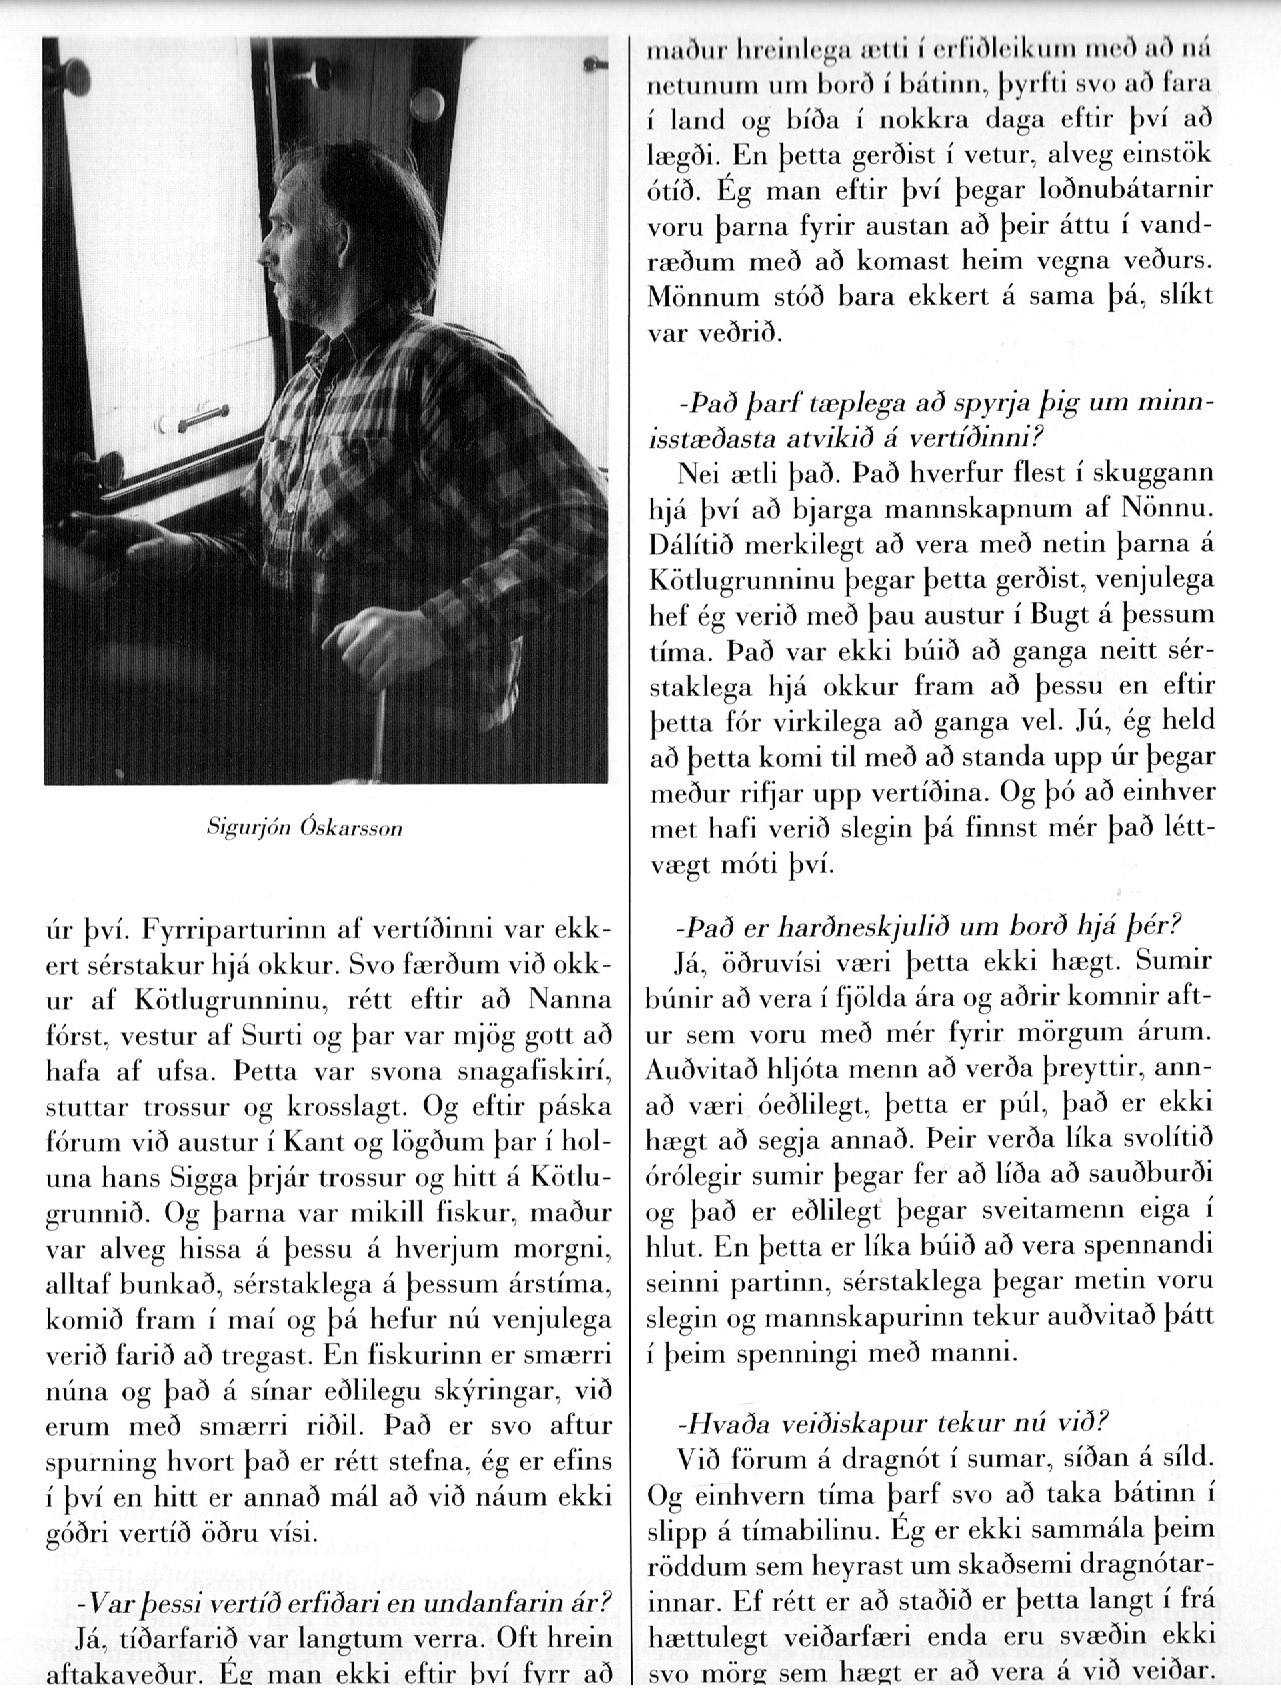 Sigurjón Óskarsson
úr því. Fyrriparturinn af vertíðinni var ekk-
ert sérstakur hjá okkur. Svo færðum við okk-
ur af Kötlugrunninu, rétt eftir að Nanna
fórst, vestur af Surti og þar var mjög gott að
hafa af ufsa. Þetta var svona snagafiskirí,
stuttar trossur og krosslagt. Og eftir páska
fórum við austur í Kant og lögðum þar í hol-
una hans Sigga þrjár trossur og hitt á Kötlu-
grunnið. Og þarna var mikill fiskur, maður
var alveg hissa á þessu á hverjum morgni,
alltaf bunkað, sérstaklega á þessum árstíma,
komið fram í maí og þá hefur nú venjulega
verið farið að tregast. En fiskurinn er smærri
núna og það á sínar eðlilegu skýringar, við
erum með smærri riðil. Það er svo aftur
spurning hvort það er rétt stefna, ég er efins
í því en hitt er annað mál að við náum ekki
góðri vertíð öðru vísi.
-Var þessi vertíð erfiðari en undanfarin ár?
Já, tíðarfarið var langtum verra. Oft hrein
aftakaveður. Ég man ekki eftir því fyrr að
maður hreinlega ætti í erfiðleikum með að ná
netunum um borð í bátinn, þyrfti svo að fara
í land og bíða í nokkra daga eftir því að
lægði. En þetta gerðist í vetur, alveg einstök
ótíð. Ég man eftir því þegar loðnubátarnir
voru þarna fyrir austan að þeir áttu í vand-
ræðum með að komast heim vegna veðurs.
Mönnum stóð bara ekkert á sama þá, slíkt
var veðrið.
-Það þarf tæplega að spyrja þig um minn-
isstæðasta atvikið á vertíðinni?
Nei ætli það. Það hverfur flest í skuggann
hjá því að bjarga mannskapnum af Nönnu.
Dálítið merkilegt að vera með netin þarna á
Kötlugrunninu þegar þetta gerðist, venjulega
hef ég verið með þau austur í Bugt á þessum
tíma. Það var ekki búið að ganga neitt sér-
staklega hjá okkur fram að þessu en eftir
þetta fór virkilega að ganga vel. Jú, ég held
að þetta komi til með að standa upp úr þegar
meður rifjar upp vertíðina. Og þó að einhver
met hafi verið slegin þá finnst mér það létt-
vægt móti því.
-Það er harðneskjulið um borð hjá þér?
Já, öðruvísi væri þetta ekki hægt. Sumir
búnir að vera í fjölda ára og aðrir komnir aft-
ur sem voru með mér fyrir mörgum árum.
Auðvitað hljóta menn að verða þreyttir, ann-
að væri óeðlilegt, þetta er púl, það er ekki
hægt að segja annað. Þeir verða líka svolítið
órólegir sumir þegar fer að líða að sauðburði
og það er eðlilegt þegar sveitamenn eiga í
hlut. En þetta er líka búið að vera spennandi
seinni partinn, sérstaklega þegar metin voru
slegin og mannskapurinn tekur auðvitað þátt
í þeim spenningi með manni.
-Hvaða veiðiskapur tekur nú við?
Við förum á dragnót í sumar, síðan á síld.
Og einhvern tíma þarf svo að taka bátinn í
slipp á tímabilinu. Ég er ekki sammála þeim
röddum sem heyrast um skaðsemi dragnótar-
innar. Ef rétt er að staðið er þetta langt í frá
hættulegt veiðarfæri enda eru svæðin ekki
svo mörg sem hægt er að vera á við veiðar.